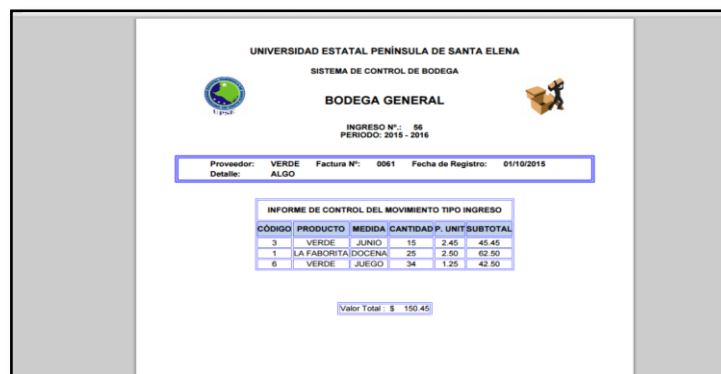 UNIVERSIDAD ESTATAL PENÍNSULA DE SANTA ELENA
SISTEMA DE CONTROL DE BODEGA
UPSE
BODEGA GENERAL
INGRESO Nº.: 56
PERIODO: 2015 - 2016
Proveedor: VERDE Factura Nº: 0061 Fecha de Registro: 01/10/2015
Detalle: ALGO
INFORME DE CONTROL DEL MOVIMIENTO TIPO INGRESO
CÓDIGO PRODUCTO MEDIDA CANTIDAD P. UNIT SUBTOTAL
3 VERDE JUNIO 15 2.45 45.45
1 LA FABORITA DOCENA 25 2.50 62.50
6 VERDE JUEGO 34 1.25 42.50
Valor Total : $ 150.45